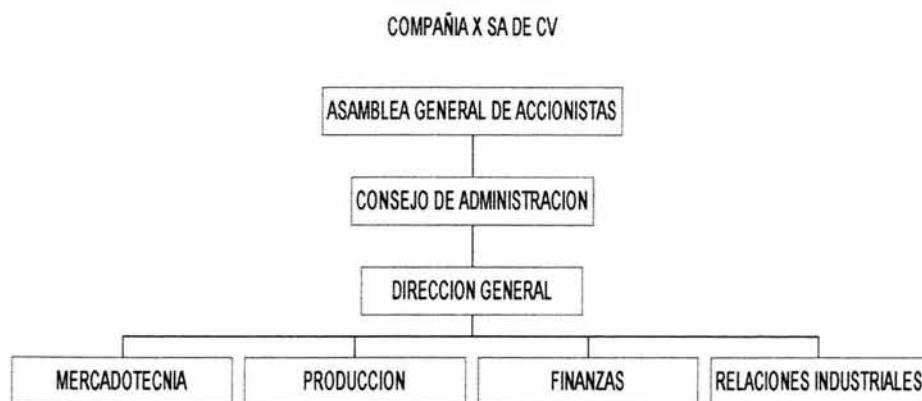 COMPAÑIA X SA DE CV
ASAMBLEA GENERAL DE ACCIONISTAS
CONSEJO DE ADMINISTRACION
DIRECCION GENERAL
MERCADOTECNIA
PRODUCCION
FINANZAS
RELACIONES INDUSTRIALES